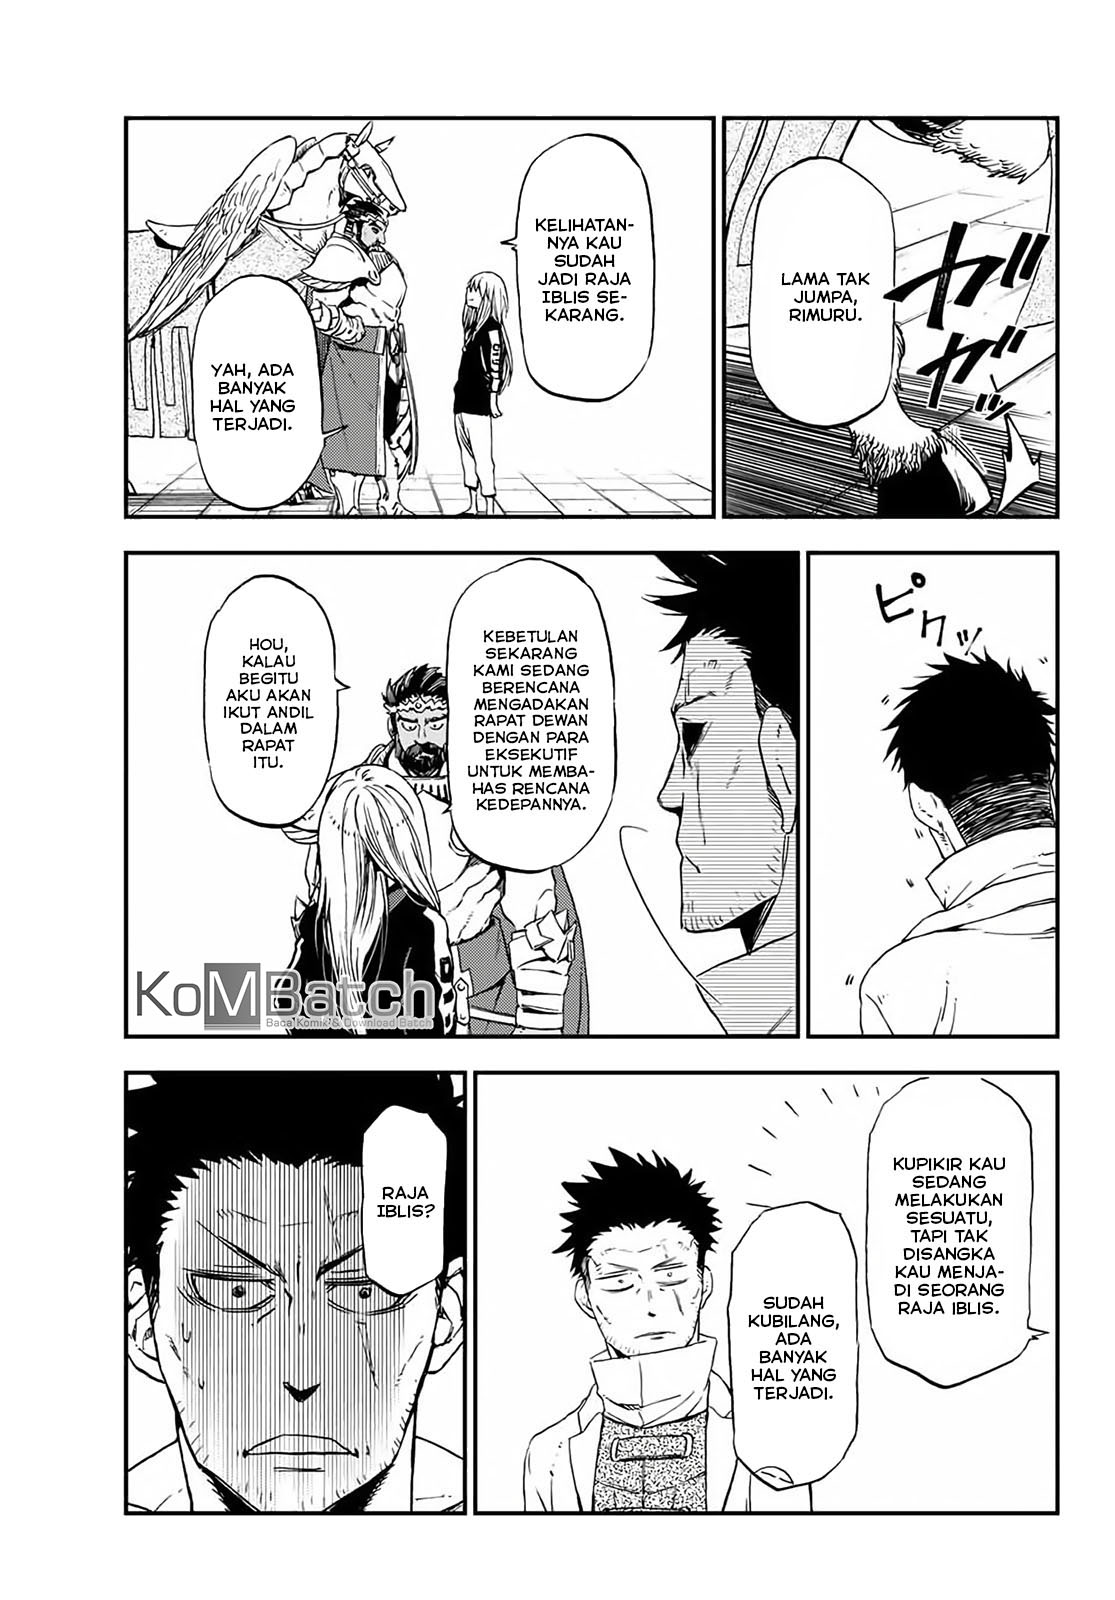 LAMA TAK
JUMPA,
RIMURU.
ガガッ
KELIHATAN-
NYA KAU
SUDAH
JADI RAJA
IBLIS SE-
KARANG.
YAH, ADA
BANYAK
HAL YANG
TERJADI.
ピクッ
KEBETULAN
SEKARANG
KAMI SEDANG
BERENCANA
MENGADAKAN
RAPAT DEWAN
DENGAN PARA
EKSEKUTIF
UNTUK MEMBA-
HAS RENCANA
KEDEPANNYA.
HOU,
KALAU
BEGITU
AKU AKAN
IKUT ANDIL
DALAM
RAPAT
ITU.
KoMBatch
Baca Komik & Download Batch
KUPIKIR KAU
SEDANG
MELAKUKAN
SESUATU,
TAPI TAK
DISANGKA
KAU MENJA-
DI SEORANG
RAJA IBLIS.
SUDAH
KUBILANG,
ADA
BANYAK
HAL YANG
TERJADI.
RAJA
IBLIS?